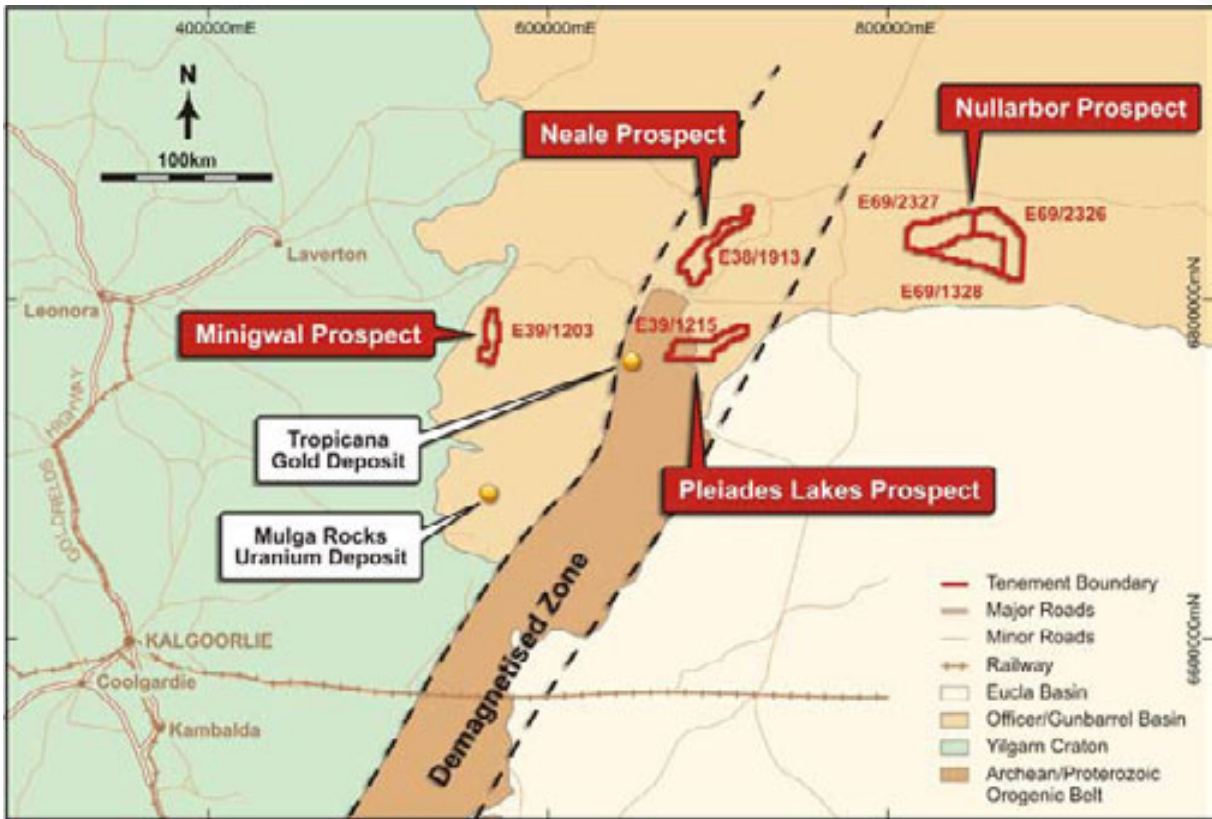 400000mE
600000mE
800000mE
N
100km
Neale Prospect
Nullarbor Prospect
E69/2327
E69/2326
E38/1913
E69/1328
Laverton
Leonora
Minigwal Prospect
E39/1203
E39/1215
6800000mN
GOLDFIELDS HIGHWAY
Tropicana
Gold Deposit
Pleiades Lakes Prospect
Mulga Rocks
Uranium Deposit
Demagnetised Zone
KALGOORLIE
Coolgardie
Kambalda
6600000mN
Tenement Boundary
Major Roads
Minor Roads
Railway
Eucla Basin
Officer/Gunbarrel Basin
Yilgarn Craton
Archean/Proterozoic
Orogenic Belt